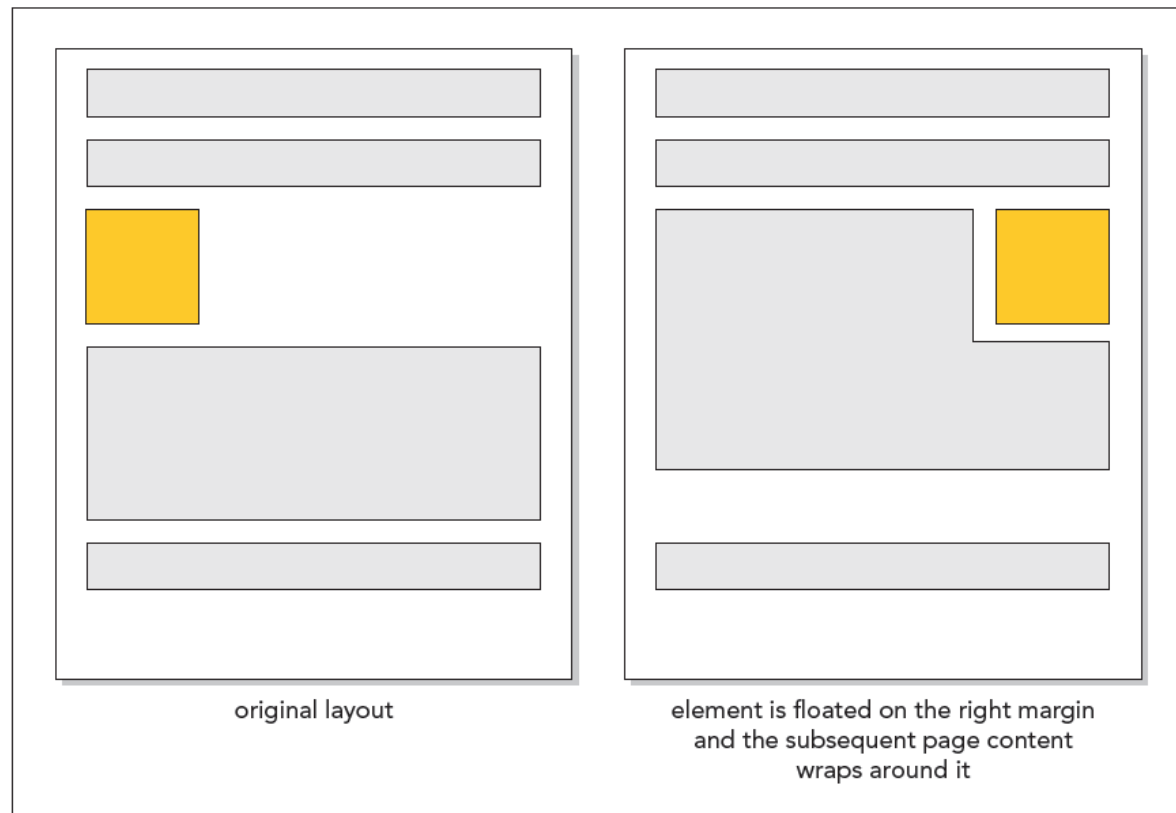 original layout
element is floated on the right margin
and the subsequent page content
wraps around it